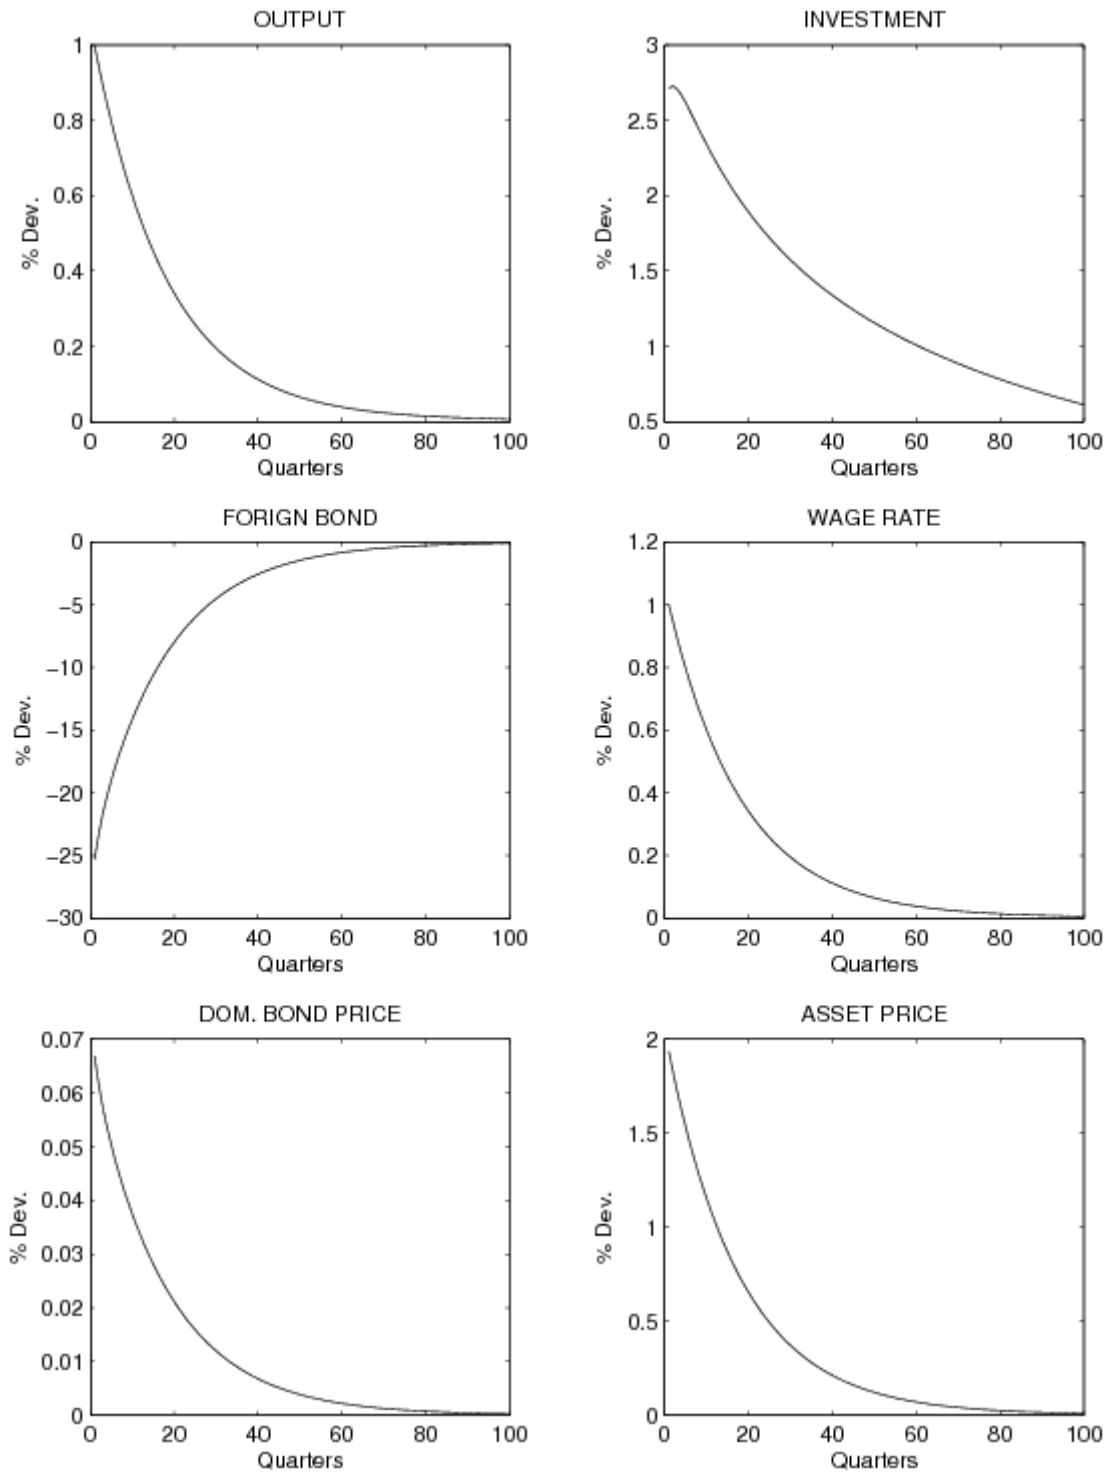 OUTPUT
1
0.8
0.6
0.4
0.2
0
% Dev.
0 20 40 60 80 100
Quarters
INVESTMENT
3
2.5
2
1.5
1
0.5
% Dev.
0 20 40 60 80 100
Quarters
FORIGN BOND
0
−5
−10
−15
−20
−25
−30
% Dev.
0 20 40 60 80 100
Quarters
WAGE RATE
1.2
1
0.8
0.6
0.4
0.2
0
% Dev.
0 20 40 60 80 100
Quarters
DOM. BOND PRICE
0.07
0.06
0.05
0.04
0.03
0.02
0.01
0
% Dev.
0 20 40 60 80 100
Quarters
ASSET PRICE
2
1.5
1
0.5
0
% Dev.
0 20 40 60 80 100
Quarters